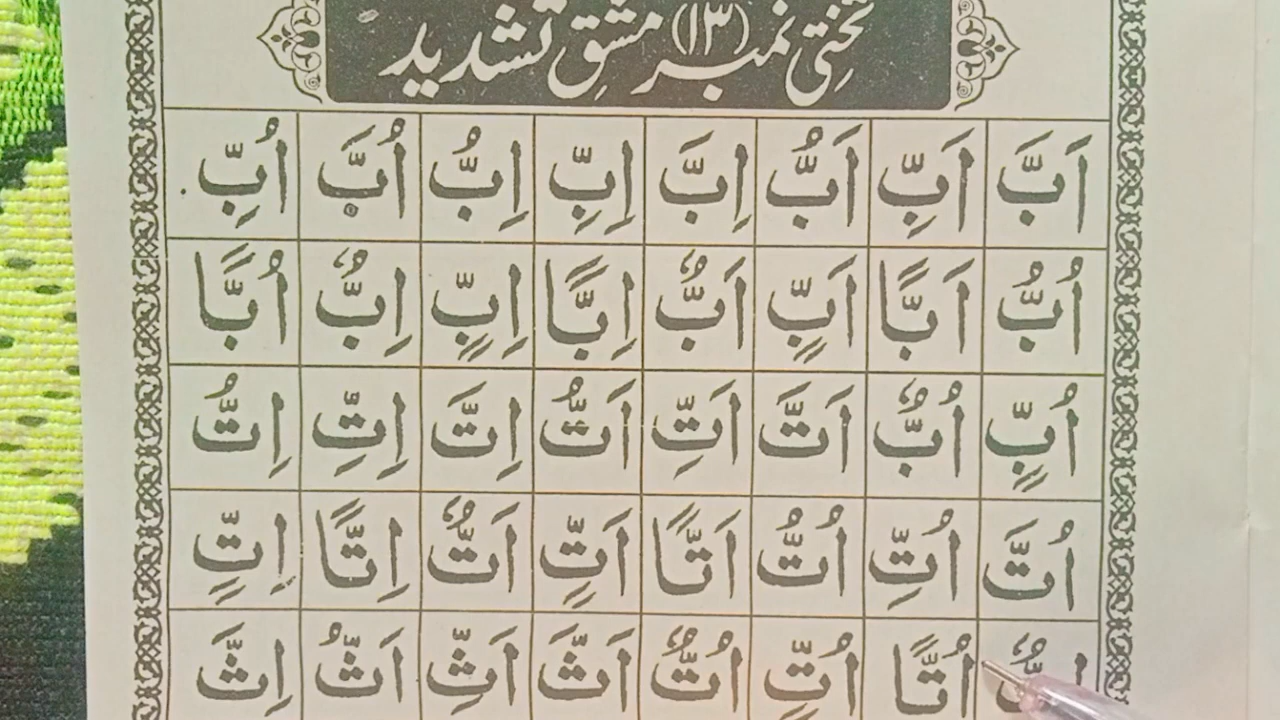 تختی نمبر (۱۳) مشق تشدید
اَبَّ اَبِّ اَبُّ اِبَّ اِبِّ اِبُّ اُبَّ اُبِّ
اُبُّ اَبًّا اَبٍّ اَبٌّ اِبًّا اِبٍّ اِبٌّ اُبًّا
اُبٍّ اُبٌّ اَتَّ اَتِّ اَتُّ اِتَّ اِتِّ اِتُّ
اُتَّ اُتِّ اُتُّ اَتًّا اَتٍّ اَتٌّ اِتًّا اِتٍّ
اُتًّا اُتٍّ اُتٌّ اَثَّ اَثِّ اَثُّ اِثَّ